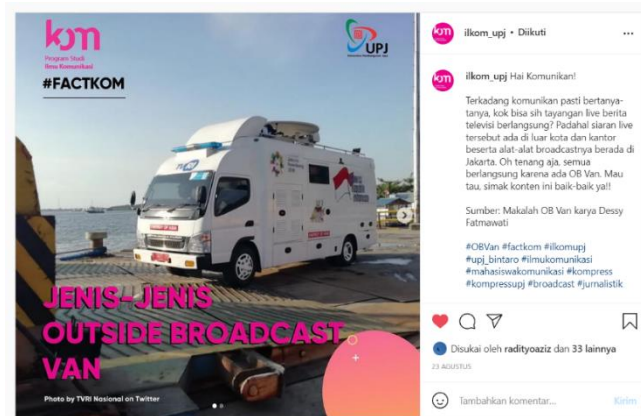 kom
Program Studi
Ilmu Komunikasi
#FACTKOM
UPJ
JENIS-JENIS
OUTSIDE BROADCAST
VAN
Photo by TVRI Nasional on Twitter
ilkom_upj • Diikuti
ilkom_upj Hai Komunikan!
Terkadang komunikan pasti bertanya-
tanya, kok bisa sih tayangan live berita
televisi berlangsung? Padahal siaran live
tersebut ada di luar kota dan kantor
beserta alat-alat broadcastnya berada di
Jakarta. Oh tenang aja, semua
berlangsung karena ada OB Van. Mau
tau, simak konten ini baik-baik ya!!
Sumber: Makalah OB Van karya Dessy
Fatmawati
#OBVan #factkom #ilkomupj
#upj_bintaro #ilmukomunikasi
#mahasiswakomunikasi #kompress
#kompressupj #broadcast #jurnalistik
Disukai oleh radityoaziz dan 33 lainnya
23 AGUSTUS
Tambahkan komentar...
Kirim